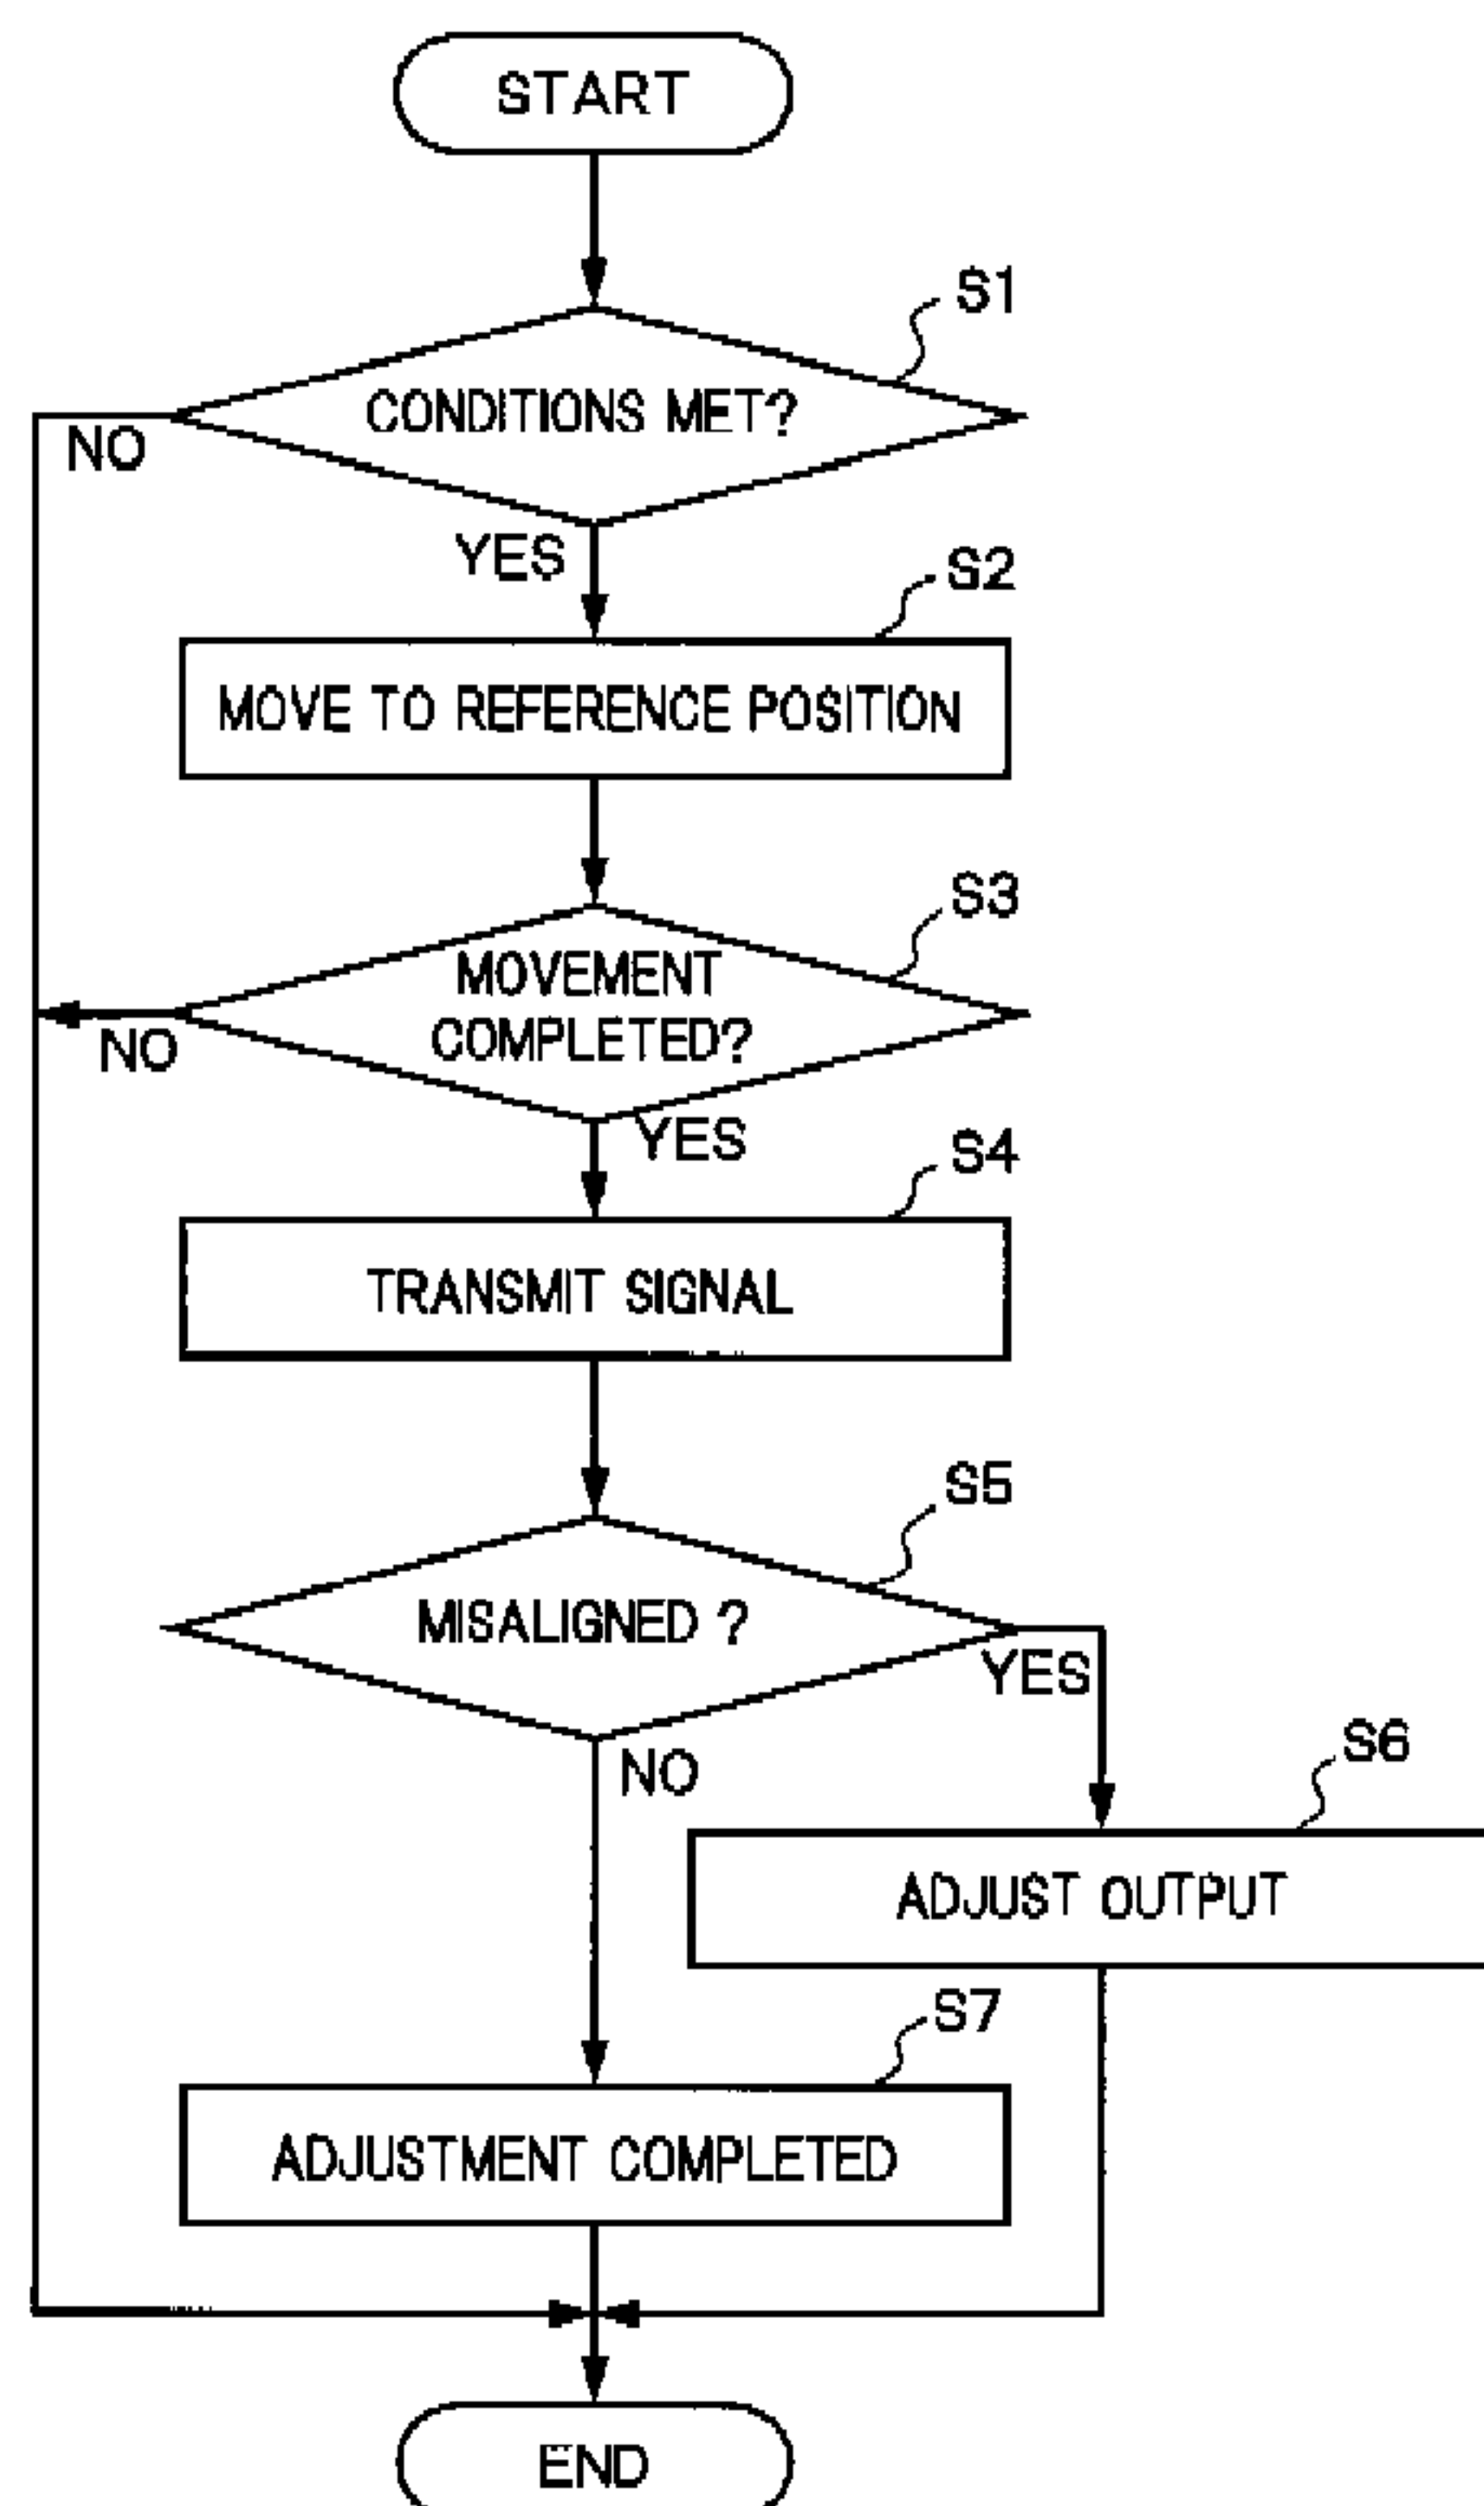 START
S1
CONDITIONS MET?
NO
YES
S2
MOVE TO REFERENCE POSITION
S3
MOVEMENT
COMPLETED?
NO
YES
S4
TRANSMIT SIGNAL
S5
MISALIGNED ?
YES
NO
S6
ADJUST OUTPUT
S7
ADJUSTMENT COMPLETED
END